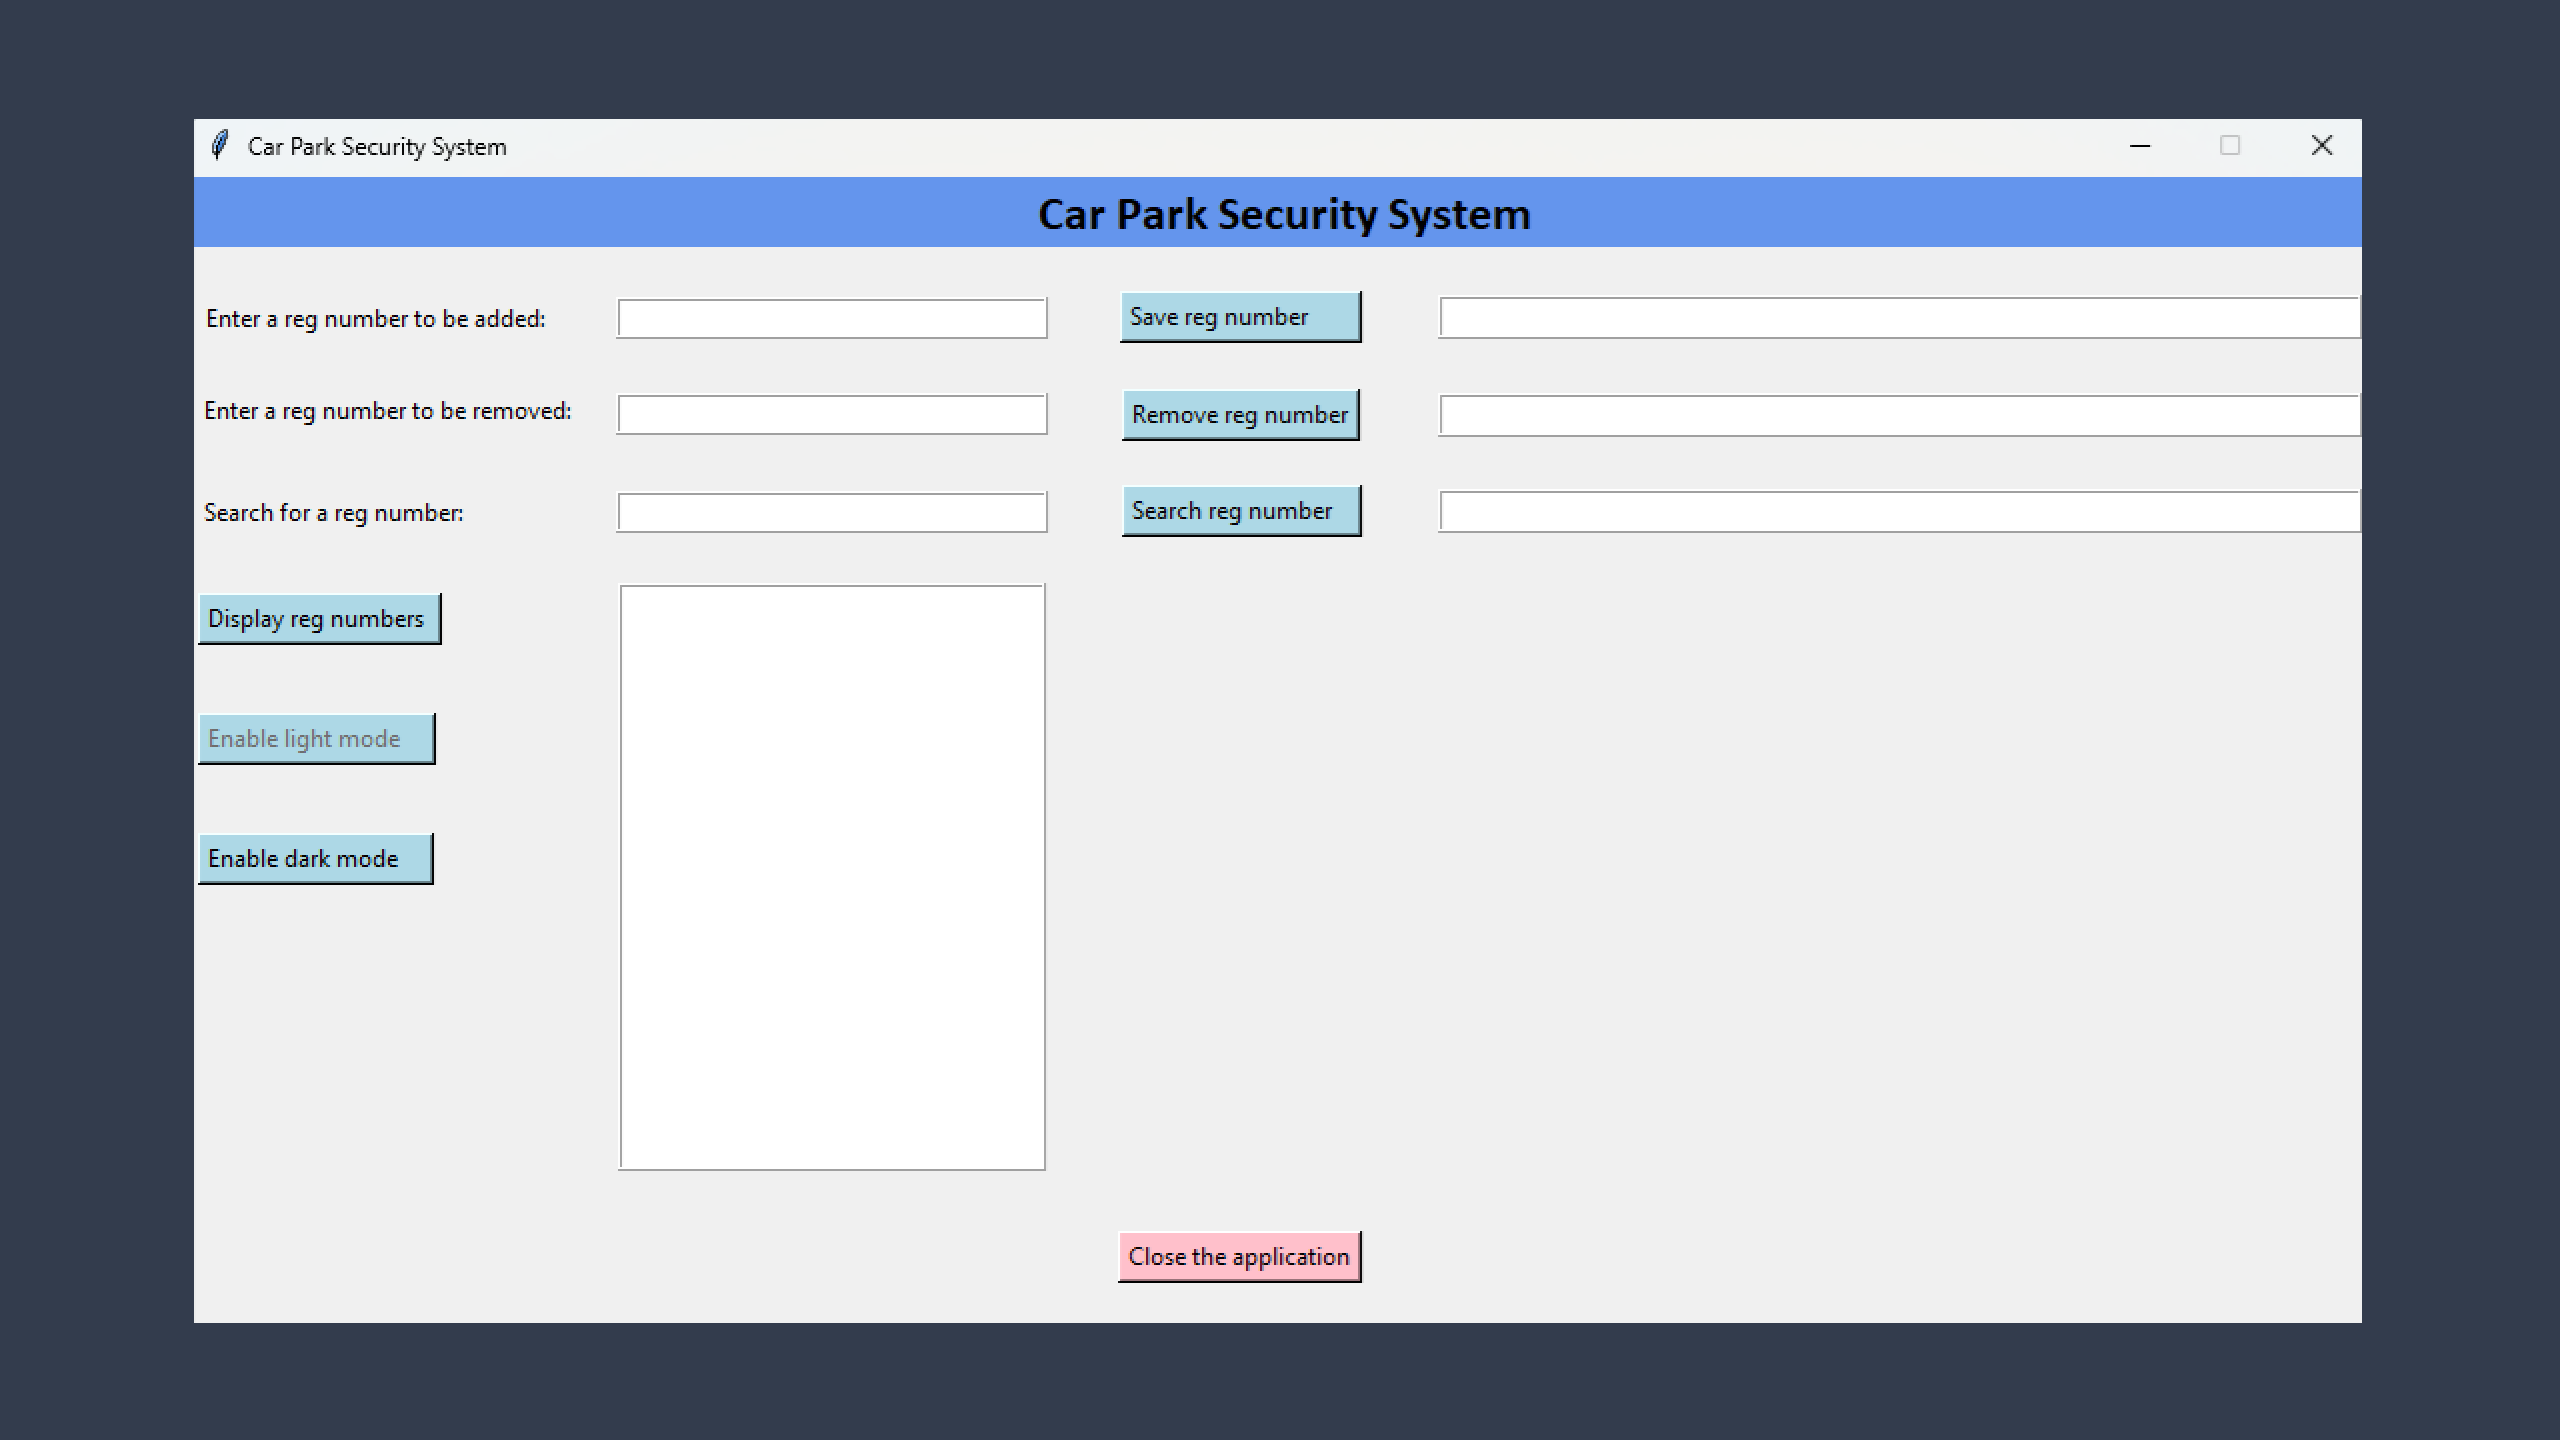 Car Park Security System
Car Park Security System
Enter a reg number to be added:
Save reg number
Enter a reg number to be removed:
Remove reg number
Search for a reg number:
Search reg number
Display reg numbers
Enable light mode
Enable dark mode
Close the application